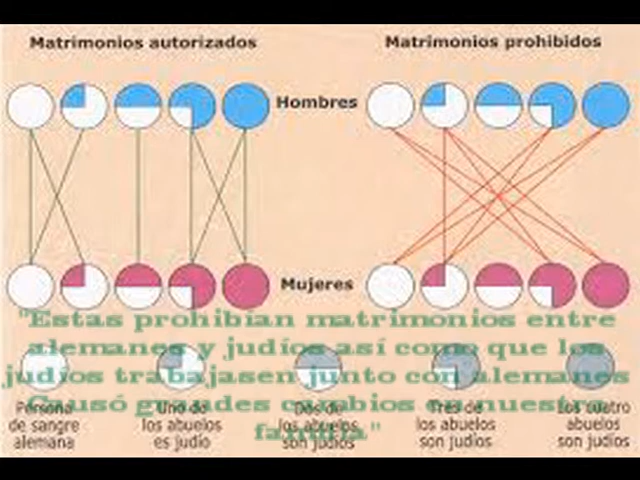 Matrimonios autorizados
Matrimonios prohibidos
Hombres
Mujeres
"Estas prohibían matrimonios entre
alemanes y judíos así como que los
judíos trabajasen junto con alemanes
Causó grandes cambios en nuestra
familia"
Persona
de sangre
alemana
Uno de
los abuelos
es judío
Dos de
los abuelos
son judíos
Tres de
los abuelos
son judíos
Los cuatro
abuelos
son judíos